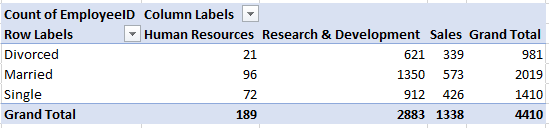 Count of EmployeeID Column Labels
Row Labels Human Resources Research & Development Sales Grand Total
Divorced 21 621 339 981
Married 96 1350 573 2019
Single 72 912 426 1410
Grand Total 189 2883 1338 4410